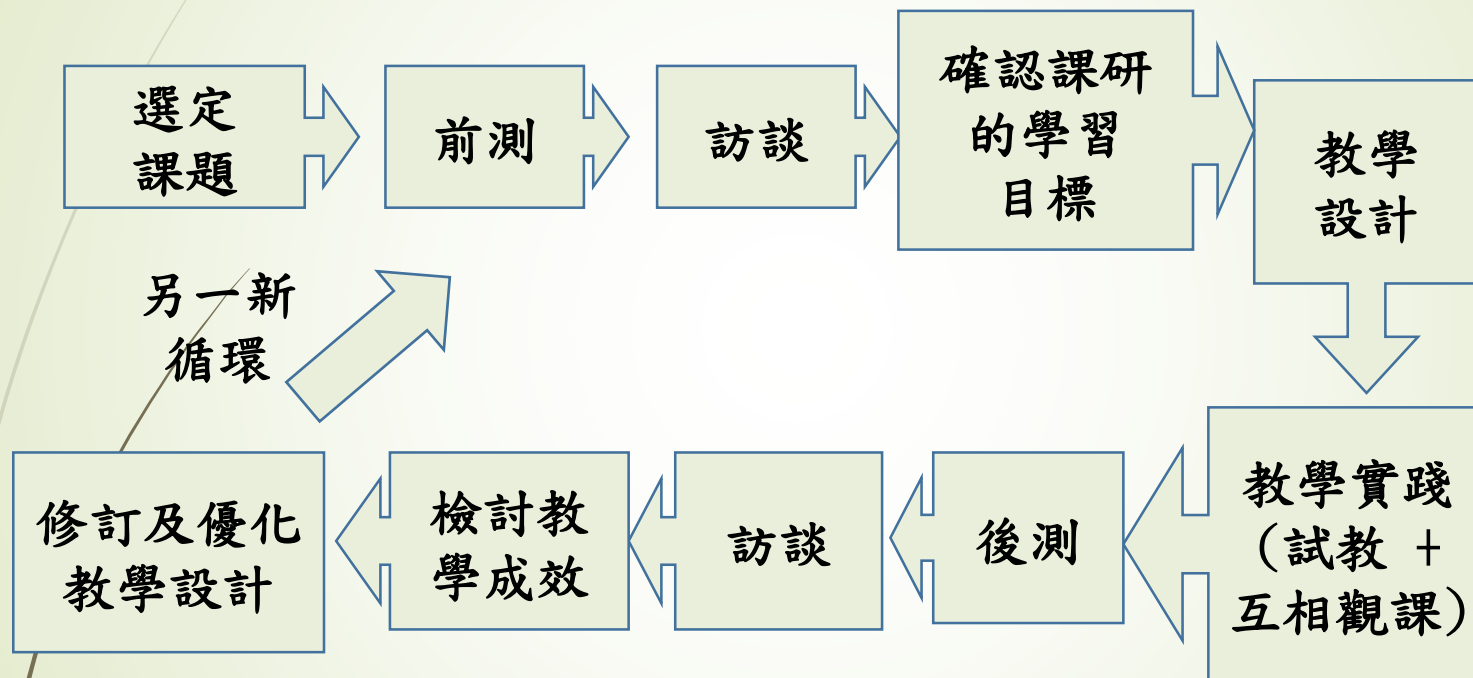 選定
課題
前測
訪談
確認課研
的學習
目標
教學
設計
教學實踐
(試教 +
互相觀課)
後測
訪談
檢討教
學成效
修訂及優化
教學設計
另一新
循環